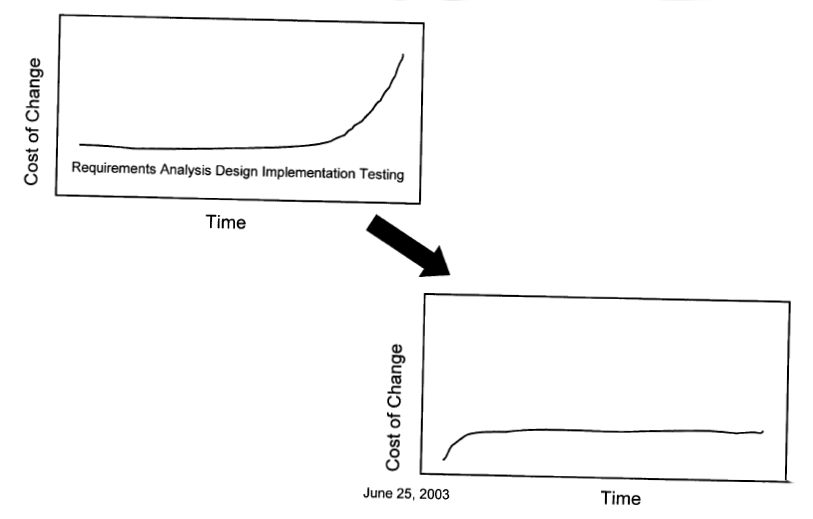 Cost of Change
Requirements Analysis Design Implementation Testing
Time
Cost of Change
June 25, 2003
Time